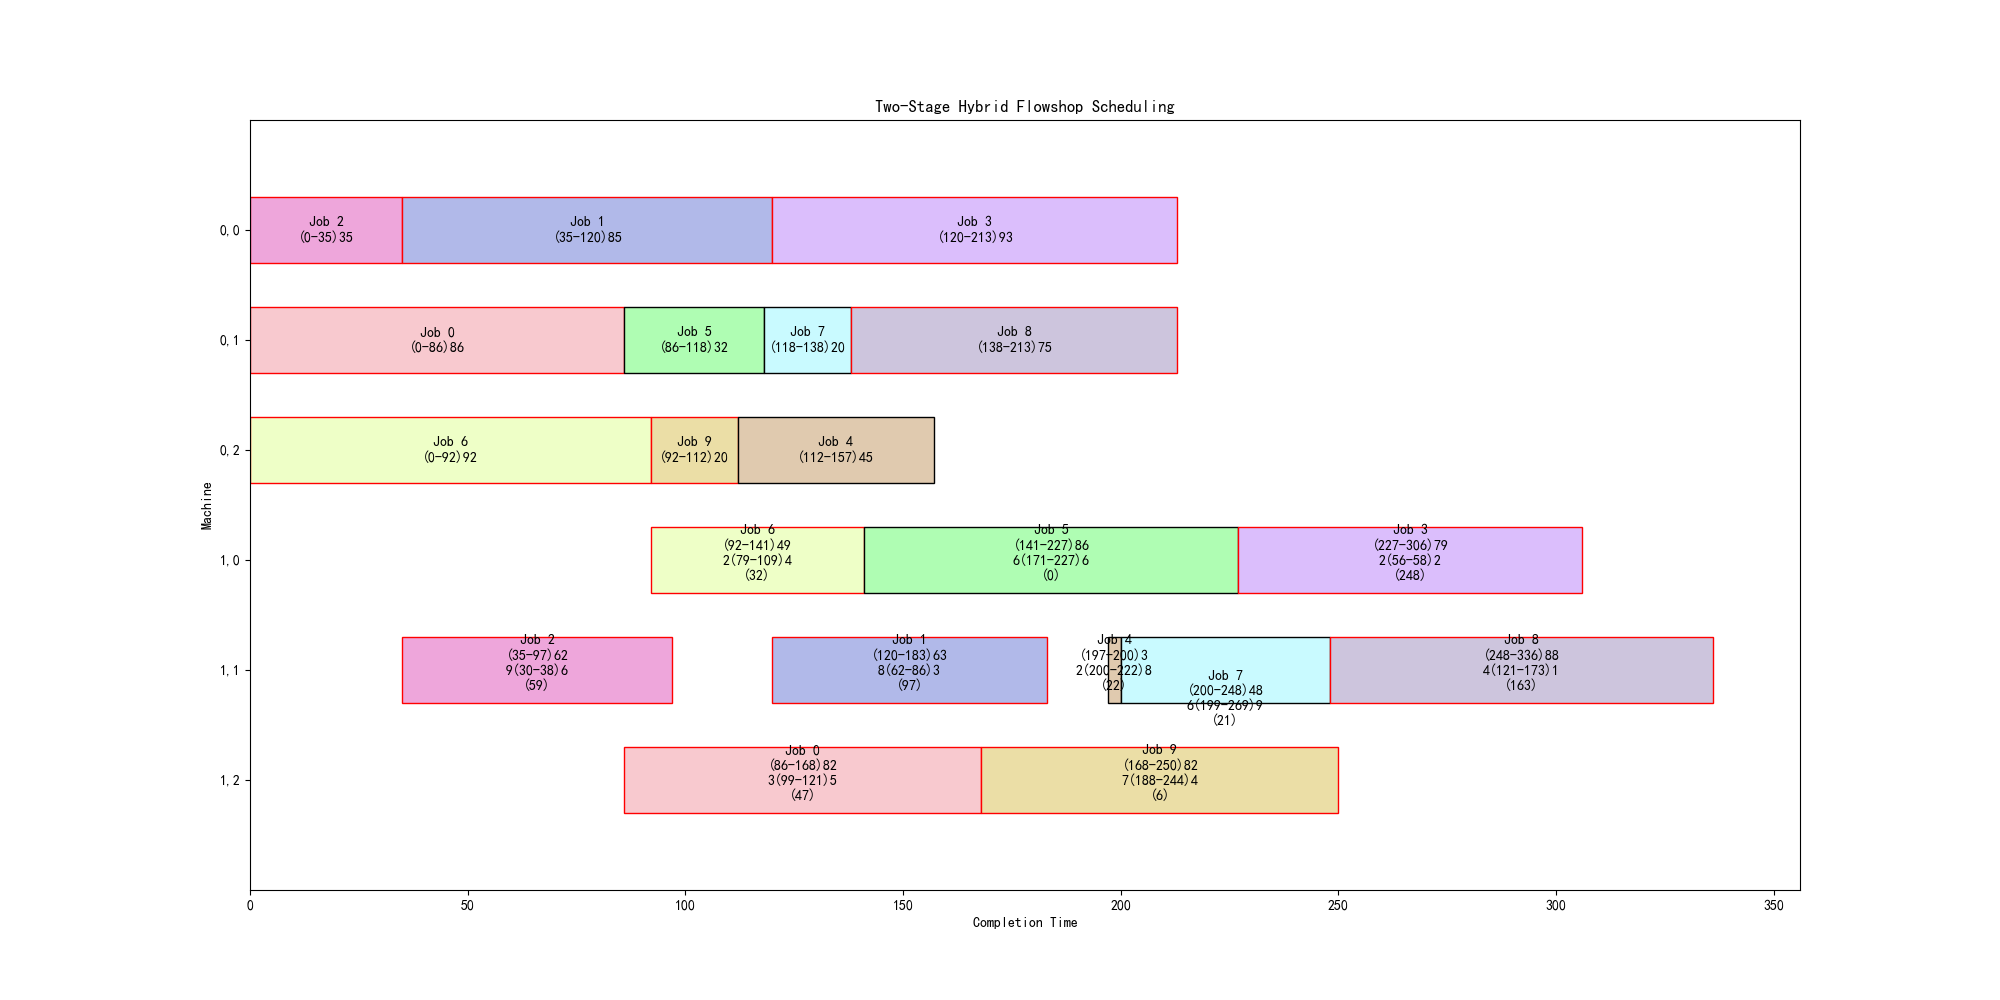 Two-Stage Hybrid Flowshop Scheduling
Machine
0,0
Job 2
(0-35)35
Job 1
(35-120)85
Job 3
(120-213)93
0,1
Job 0
(0-86)86
Job 5
(86-118)32
Job 7
(118-138)20
Job 8
(138-213)75
0,2
Job 6
(0-92)92
Job 9
(92-112)20
Job 4
(112-157)45
1,0
Job 6
(92-141)49
2(79-109)4
(32)
Job 5
(141-227)86
6(171-227)6
(0)
Job 3
(227-306)79
2(56-58)2
(248)
1,1
Job 2
(35-97)62
9(30-38)6
(59)
Job 1
(120-183)63
8(62-86)3
(97)
Job 4
(197-200)3
2(200-222)8
(22)
Job 7
(200-248)48
6(199-269)9
(21)
Job 8
(248-336)88
4(121-173)1
(163)
1,2
Job 0
(86-168)82
3(99-121)5
(47)
Job 9
(168-250)82
7(188-244)4
(6)
0
50
100
150
200
250
300
350
Completion Time